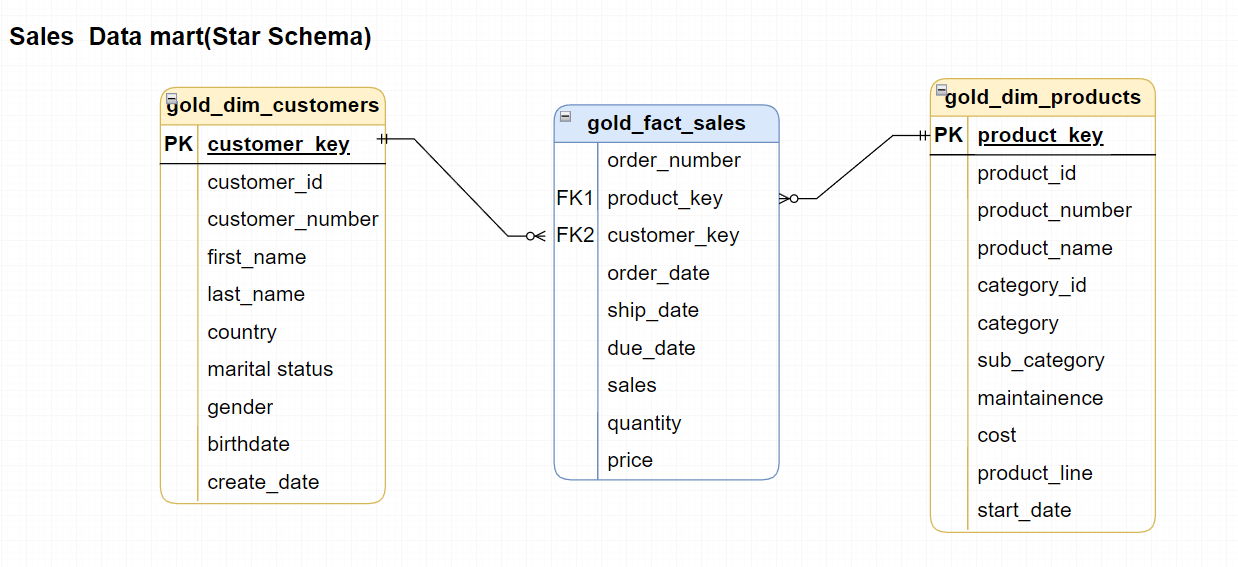 Sales Data mart(Star Schema)
gold_dim_customers
PK customer_key
customer_id
customer_number
first_name
last_name
country
marital status
gender
birthdate
create_date
gold_fact_sales
order_number
FK1 product_key
FK2 customer_key
order_date
ship_date
due_date
sales
quantity
price
gold_dim_products
PK product_key
product_id
product_number
product_name
category_id
category
sub_category
maintainence
cost
product_line
start_date